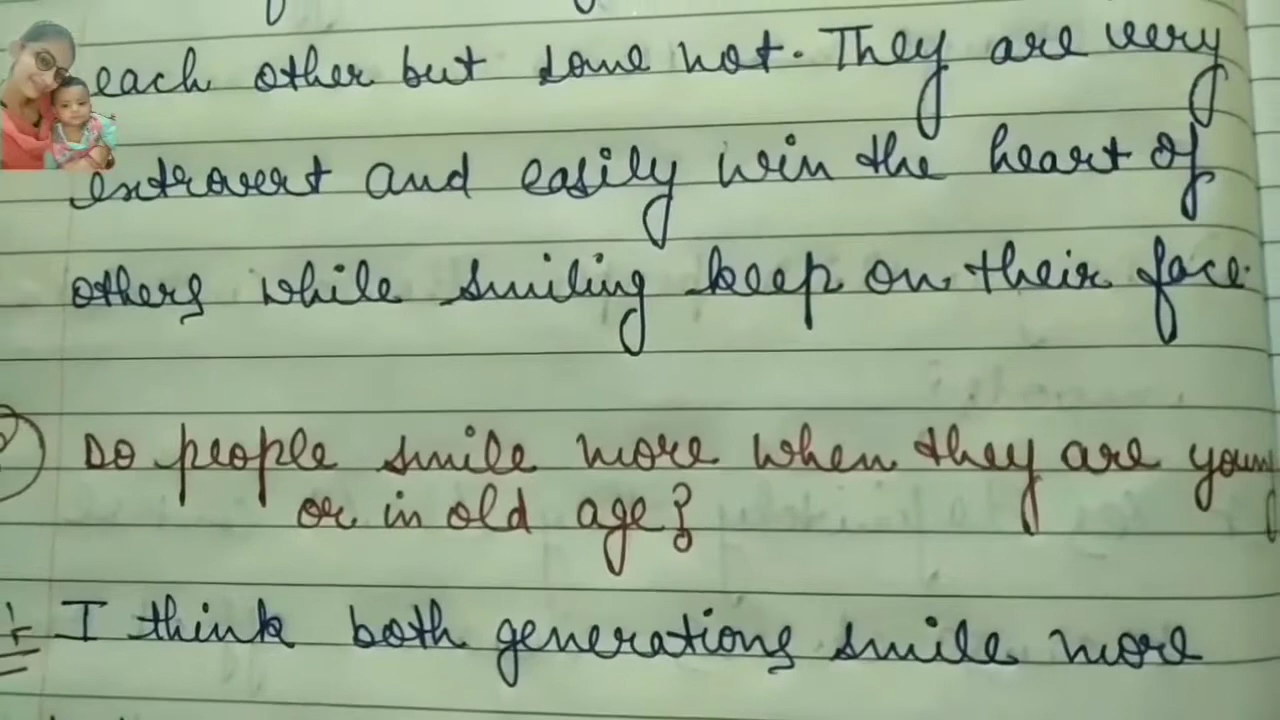 each other but some not. They are very
extrovert and easily win the heart of
others while smiling keep on their face.
Do people smile more when they are young
or in old age?
I think both generations smile more